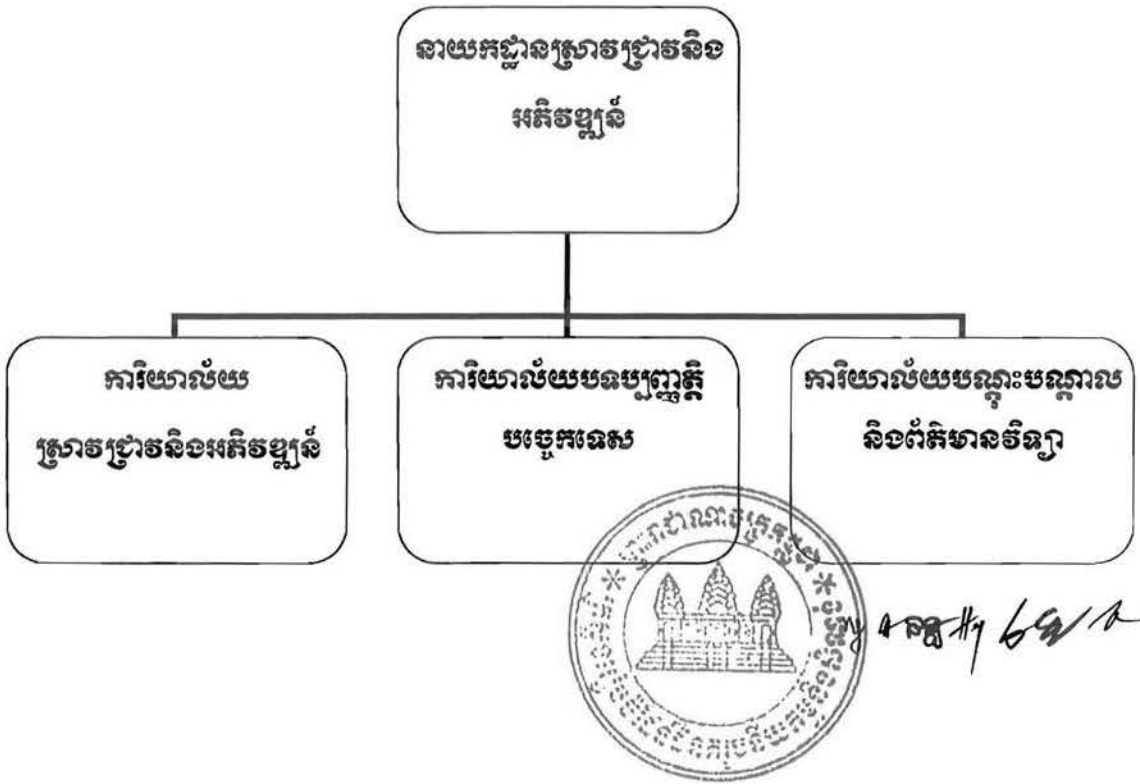 នាយកដ្ឋានស្រាវជ្រាវនិង
អភិវឌ្ឍន៍
ការិយាល័យ
ស្រាវជ្រាវនិងអភិវឌ្ឍន៍
ការិយាល័យបទប្បញ្ញត្តិ
បច្ចេកទេស
ការិយាល័យបណ្តុះបណ្តាល
និងព័ត៌មានវិទ្យា